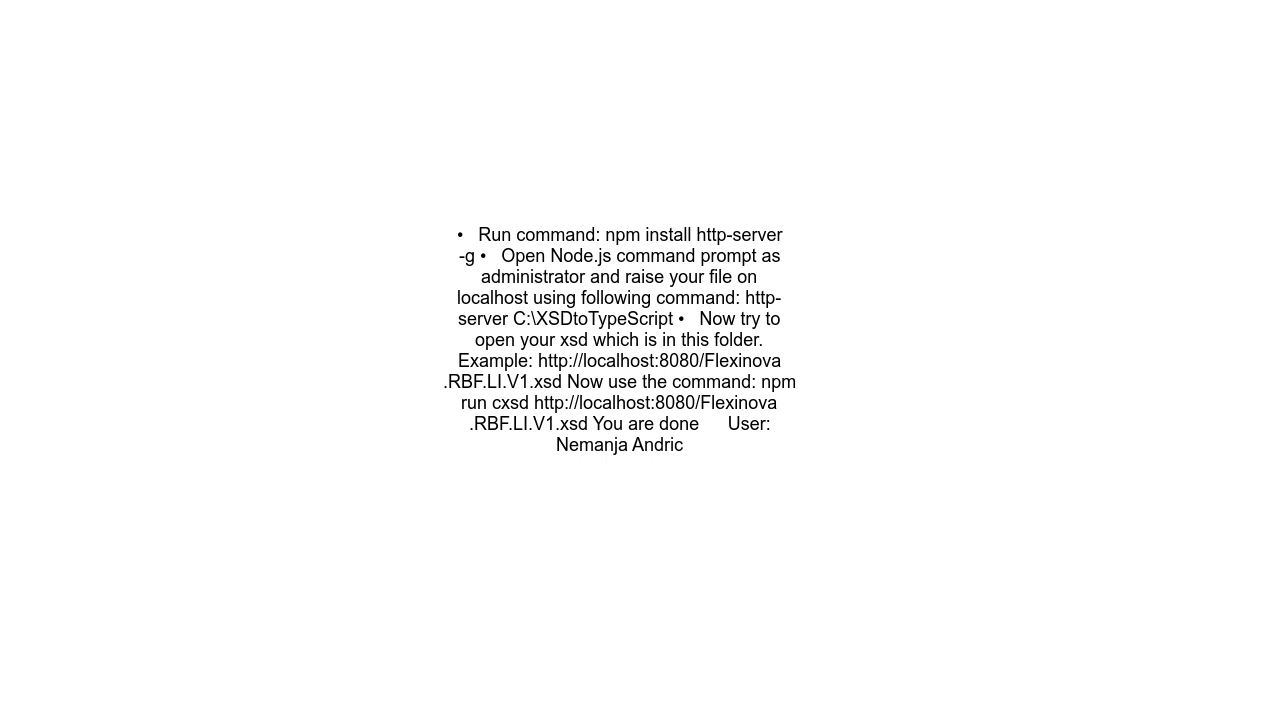 •   Run command: npm install http-server
-g •   Open Node.js command prompt as
administrator and raise your file on
localhost using following command: http-
server C:\XSDtoTypeScript •   Now try to
open your xsd which is in this folder.
Example: http://localhost:8080/Flexinova
.RBF.LI.V1.xsd Now use the command: npm
run cxsd http://localhost:8080/Flexinova
.RBF.LI.V1.xsd You are done      User:
Nemanja Andric